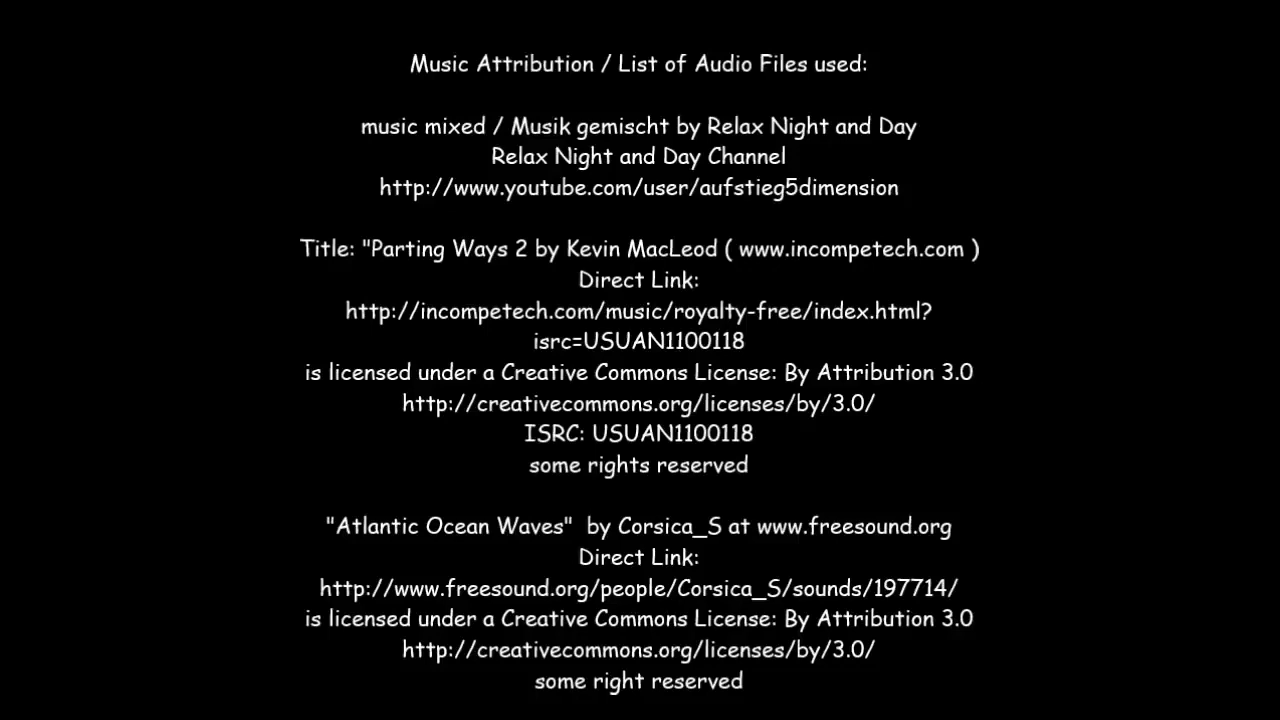 Music Attribution / List of Audio Files used:
music mixed / Musik gemischt by Relax Night and Day
Relax Night and Day Channel
http://www.youtube.com/user/aufstieg5dimension
Title: "Parting Ways 2 by Kevin MacLeod ( www.incompetech.com )
Direct Link:
http://incompetech.com/music/royalty-free/index.html?
isrc=USUAN1100118
is licensed under a Creative Commons License: By Attribution 3.0
http://creativecommons.org/licenses/by/3.0/
ISRC: USUAN1100118
some rights reserved
"Atlantic Ocean Waves"  by Corsica_S at www.freesound.org
Direct Link:
http://www.freesound.org/people/Corsica_S/sounds/197714/
is licensed under a Creative Commons License: By Attribution 3.0
http://creativecommons.org/licenses/by/3.0/
some right reserved